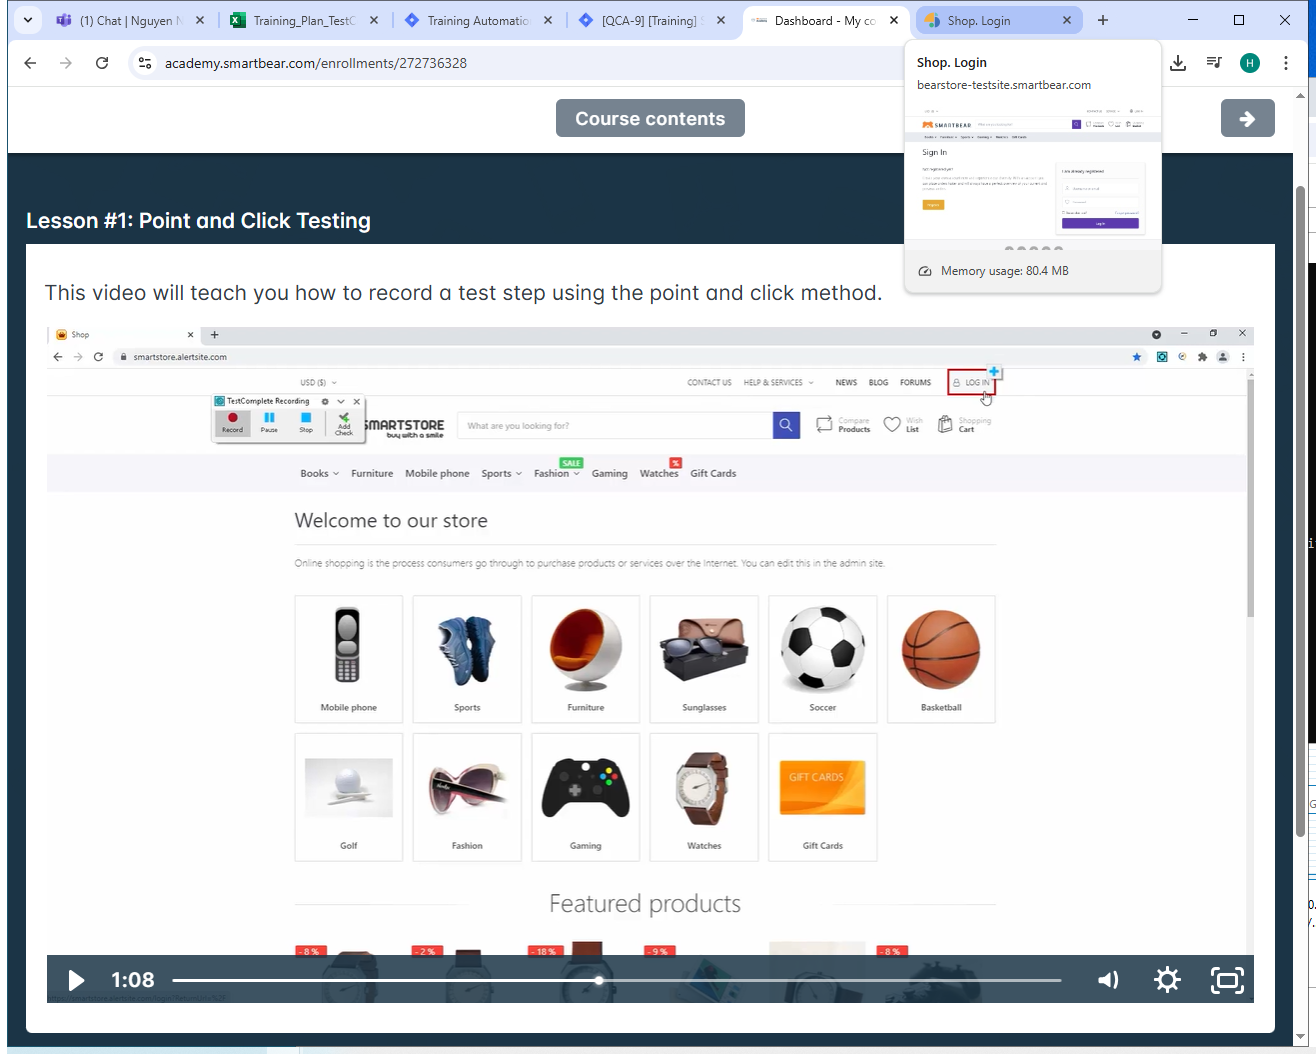 (1) Chat | Nguyen N
Training_Plan_TestC
Training Automatio
[QCA-9] [Training]
Dashboard - My co
Shop. Login
academy.smartbear.com/enrollments/272736328
H
Shop. Login
bearstore-testsite.smartbear.com
SMARTBEAR
Sign In
Register
Log in
Memory usage: 80.4 MB
Course contents
Lesson #1: Point and Click Testing
This video will teach you how to record a test step using the point and click method.
Shop
smartstore.alertsite.com
USD ($)
CONTACT US
HELP & SERVICES
NEWS
BLOG
FORUMS
LOG IN
TestComplete Recording
Record
Pause
Stop
Add
Check
SMARTSTORE
buy with a smile
What are you looking for?
Compare
Products
Wish
List
Shopping
Cart
SALE
%
Books
Furniture
Mobile phone
Sports
Fashion
Gaming
Watches
Gift Cards
Welcome to our store
Online shopping is the process consumers go through to purchase products or services over the Internet. You can edit this in the admin site.
Mobile phone
Sports
Furniture
Sunglasses
Soccer
Basketball
GIFT CARDS
Golf
Fashion
Gaming
Watches
Gift Cards
Featured products
-8 %
-2 %
-18 %
-9 %
-8 %
1:08